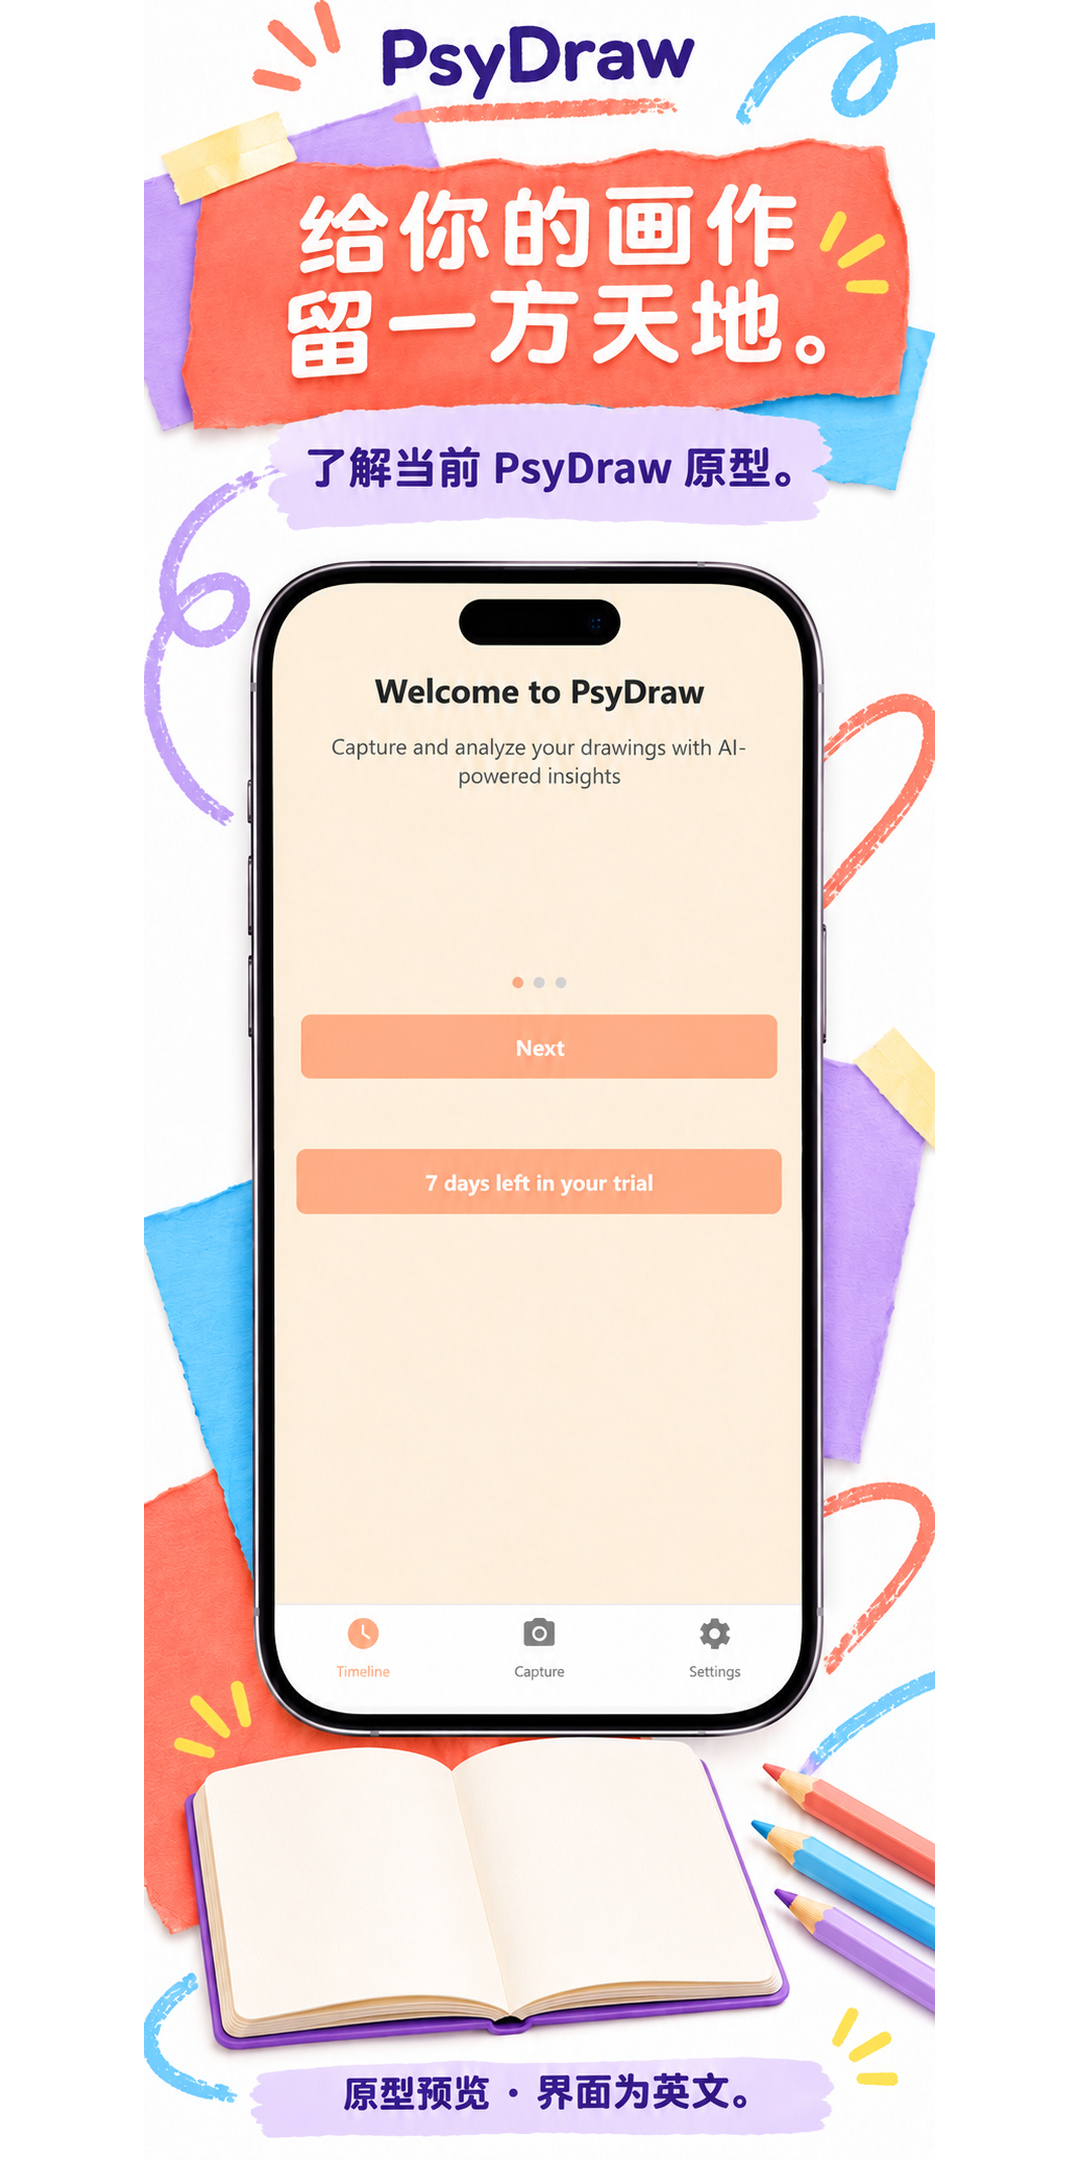 PsyDraw
给你的画作
留一方天地。
了解当前 PsyDraw 原型。
Welcome to PsyDraw
Capture and analyze your drawings with AI-
powered insights
Next
7 days left in your trial
Timeline
Capture
Settings
原型预览 · 界面为英文。